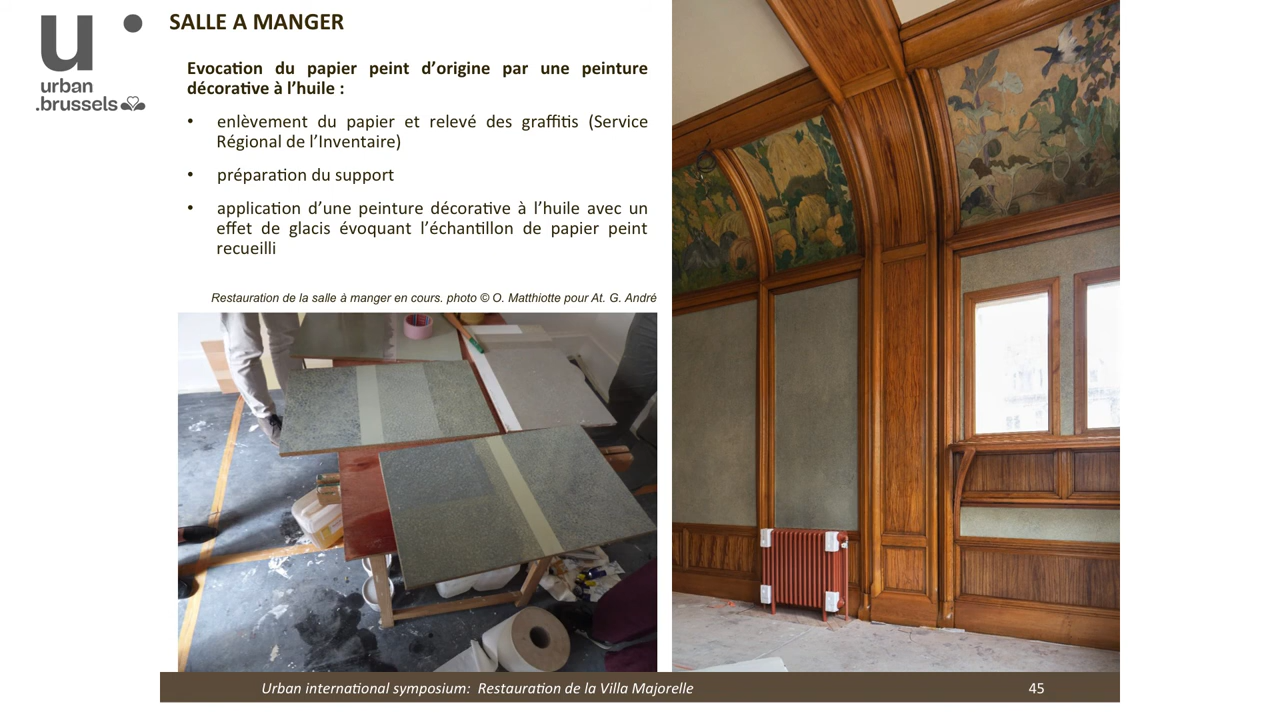 SALLE A MANGER
u
urban
.brussels
Evocation du papier peint d’origine par une peinture
décorative à l’huile :
• enlèvement du papier et relevé des graffitis (Service
Régional de l’Inventaire)
• préparation du support
• application d’une peinture décorative à l’huile avec un
effet de glacis évoquant l’échantillon de papier peint
recueilli
Restauration de la salle à manger en cours. photo © O. Matthiotte pour At. G. André
Urban international symposium: Restauration de la Villa Majorelle
45